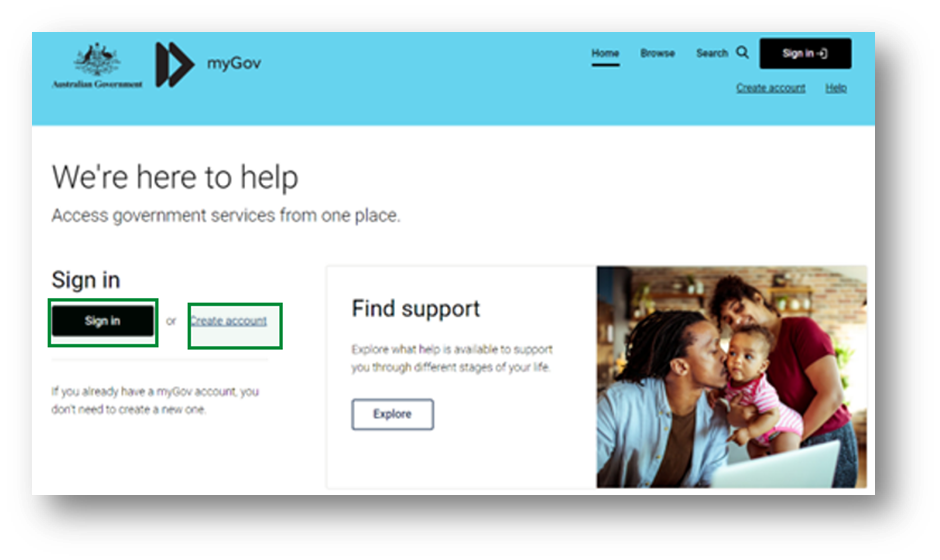 Australian Government
myGov
Home Browse Search Sign in
Create account Help
We're here to help
Access government services from one place.
Sign in
Sign in or Create account
If you already have a myGov account, you
don't need to create a new one.
Find support
Explore what help is available to support
you through different stages of your life.
Explore